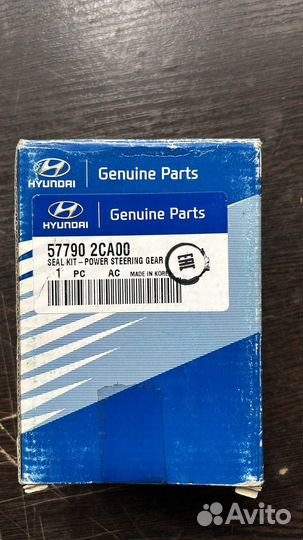 HYUNDAI
Genuine Parts
HYUNDAI
Genuine Parts
57790 2CA00
SEAL KIT-POWER STEERING GEAR
1 PC AC MADE IN KOREA
EAC
Avito